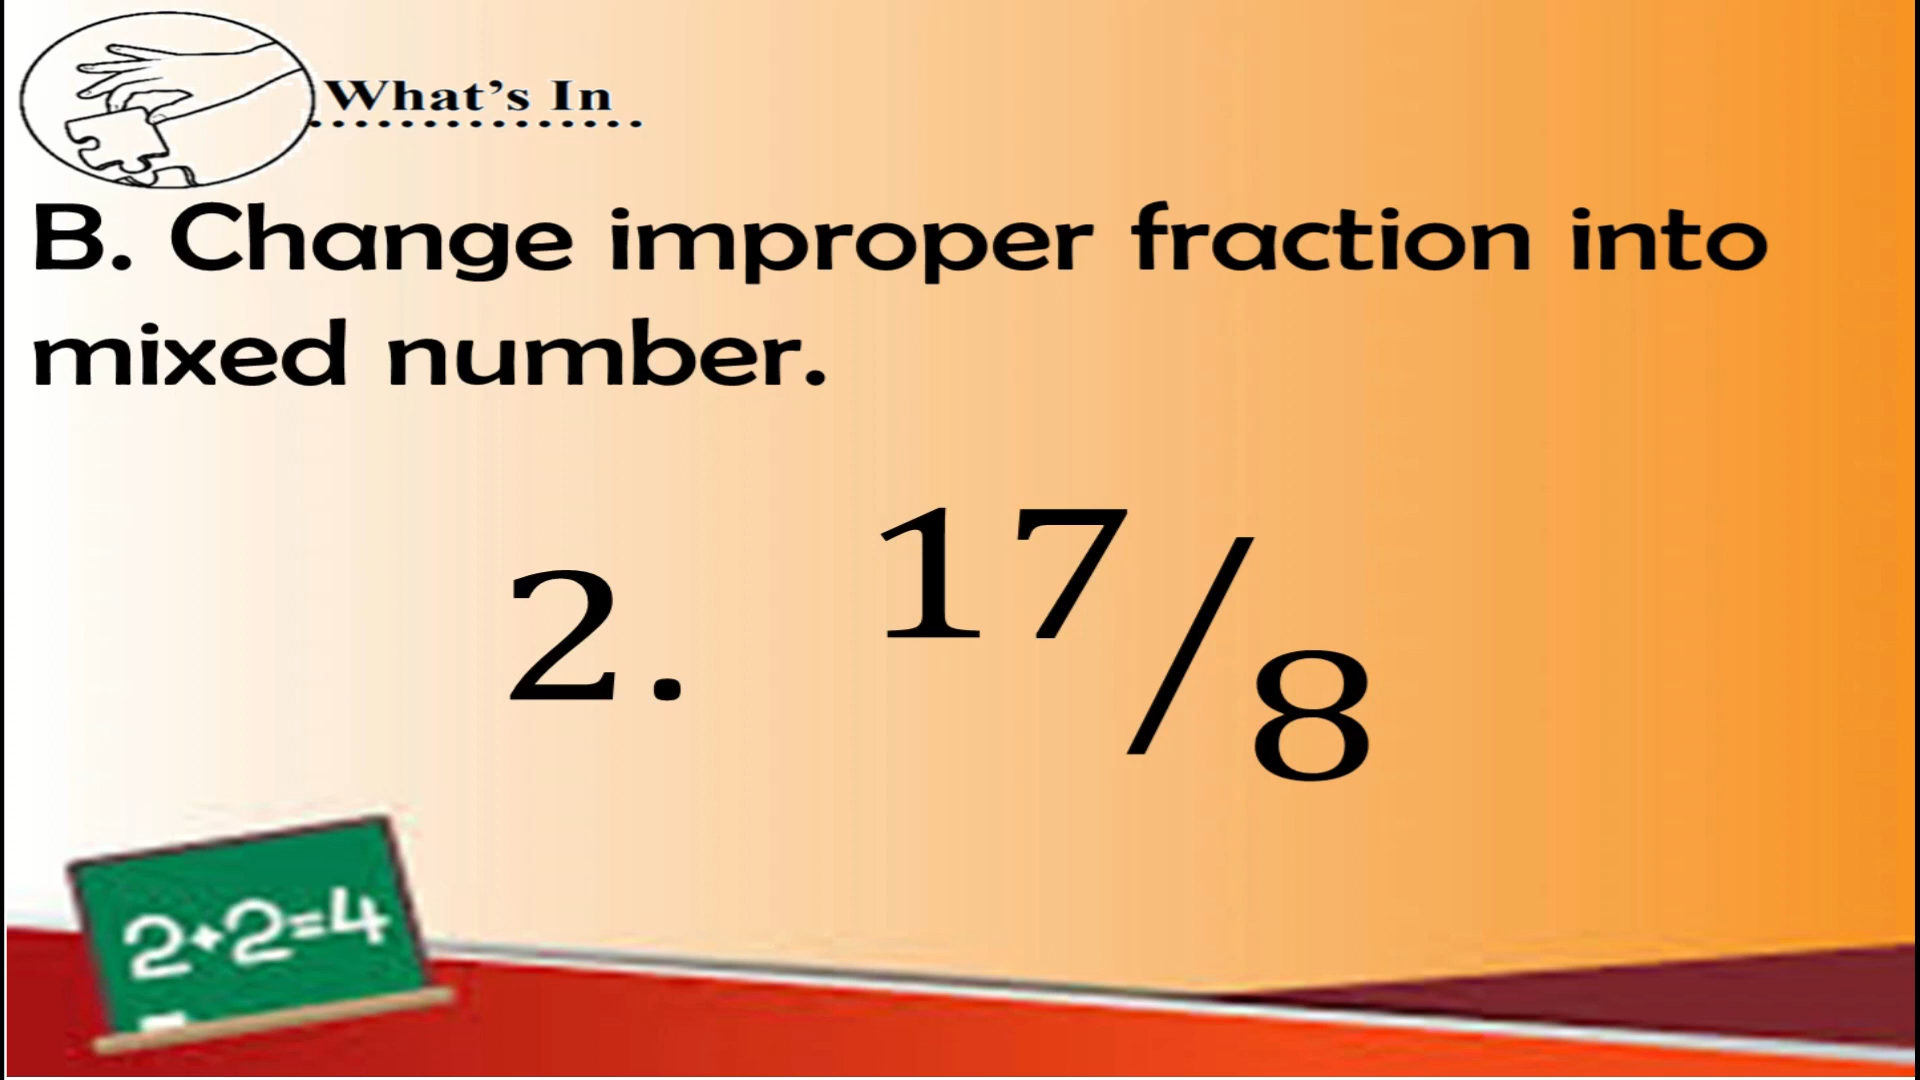 What's In
B. Change improper fraction into
mixed number.
2. 17/8
2+2=4